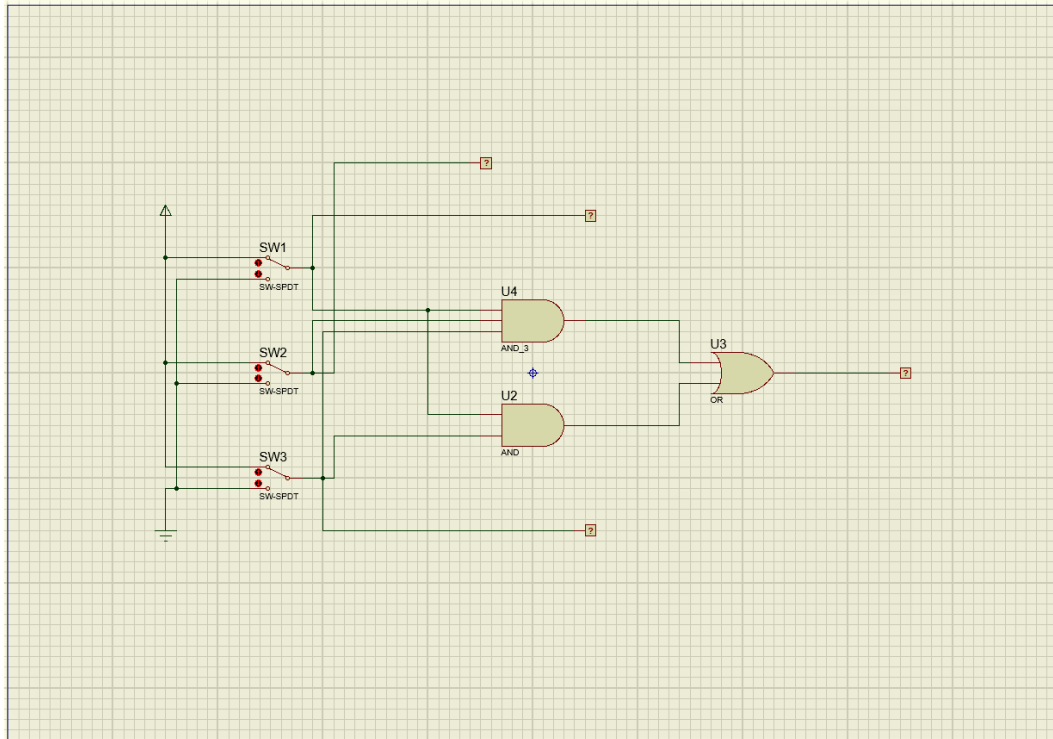 ?
?
SW1
SW-SPDT
U4
AND_3
SW2
SW-SPDT
U3
OR
?
U2
AND
SW3
SW-SPDT
?